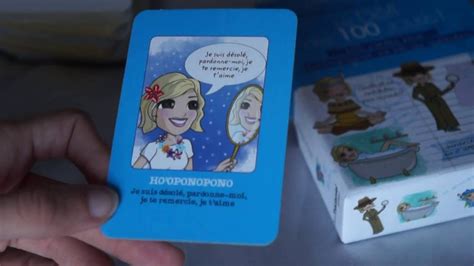 Je suis désolé,
pardonne-moi, je
te remercie, je
t'aime
HO'OPONOPONO
Je suis désolé, pardonne-moi,
je te remercie, je t'aime
100